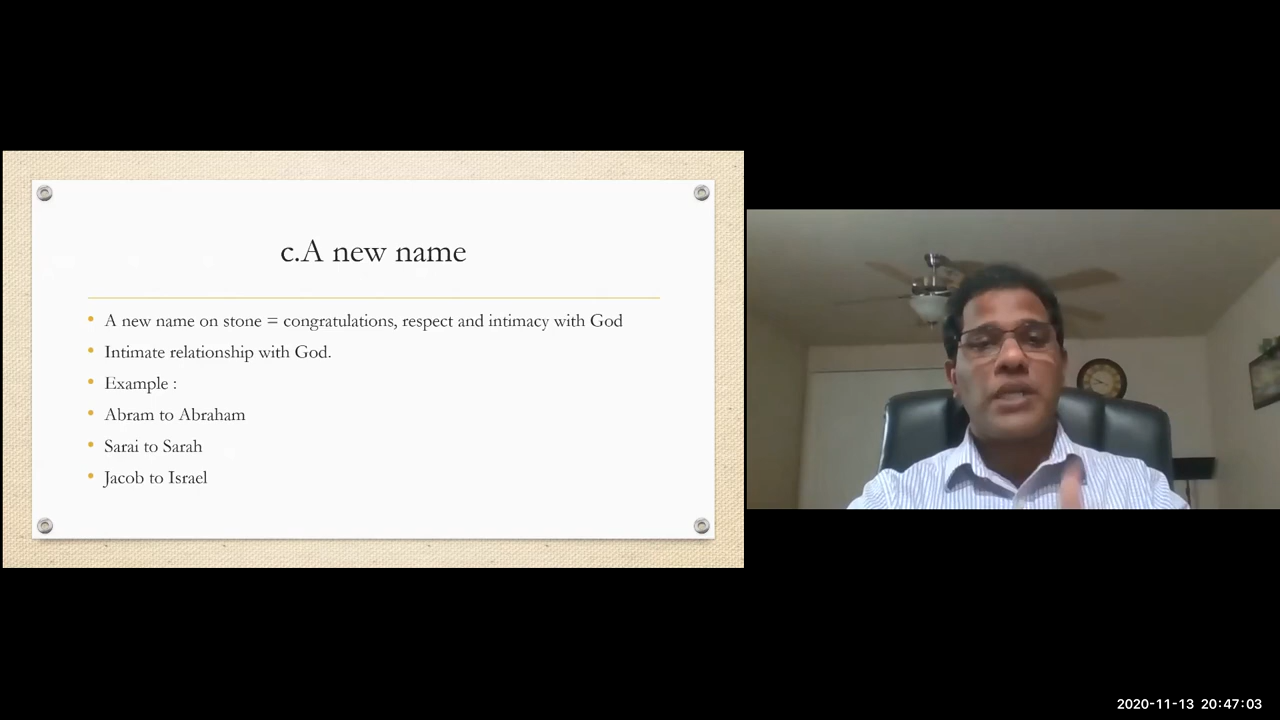 c.A new name
A new name on stone = congratulations, respect and intimacy with God
Intimate relationship with God.
Example :
Abram to Abraham
Sarai to Sarah
Jacob to Israel
2020-11-13 20:47:03